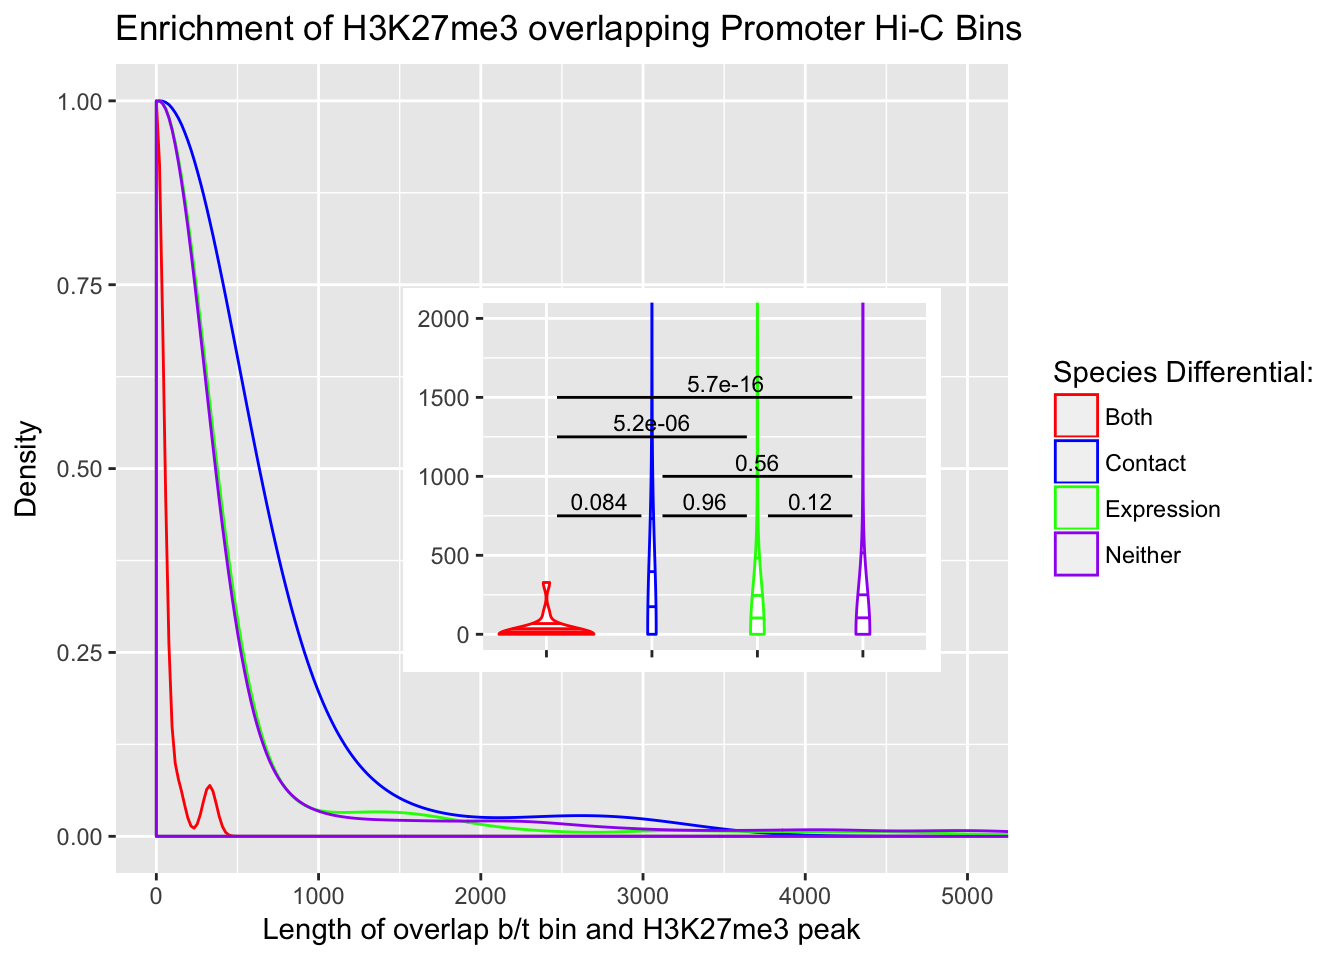 Enrichment of H3K27me3 overlapping Promoter Hi-C Bins
1.00
0.75
0.50
0.25
0.00
Density
0
1000
2000
3000
4000
5000
Length of overlap b/t bin and H3K27me3 peak
2000
1500
1000
500
0
5.7e-16
5.2e-06
0.56
0.084
0.96
0.12
Species Differential:
Both
Contact
Expression
Neither